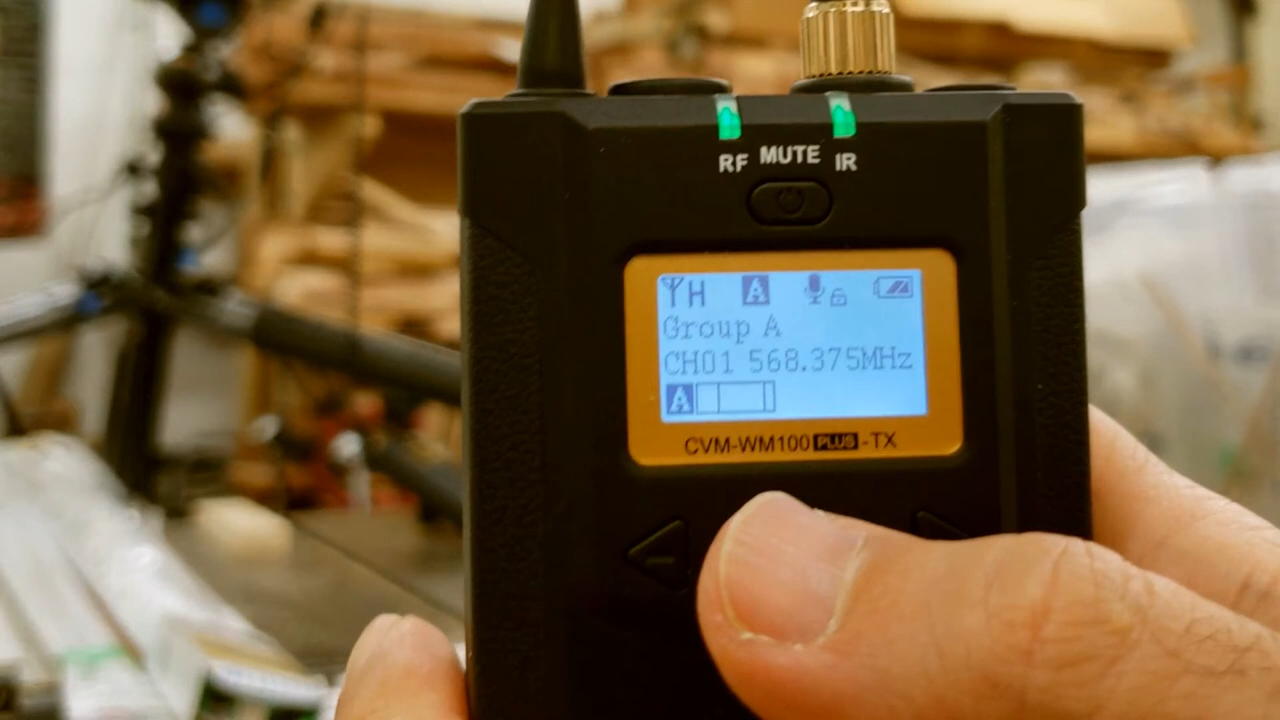 RF MUTE IR
H A
Group A
CH01 568.375MHz
A
CVM-WM100 PLUS -TX